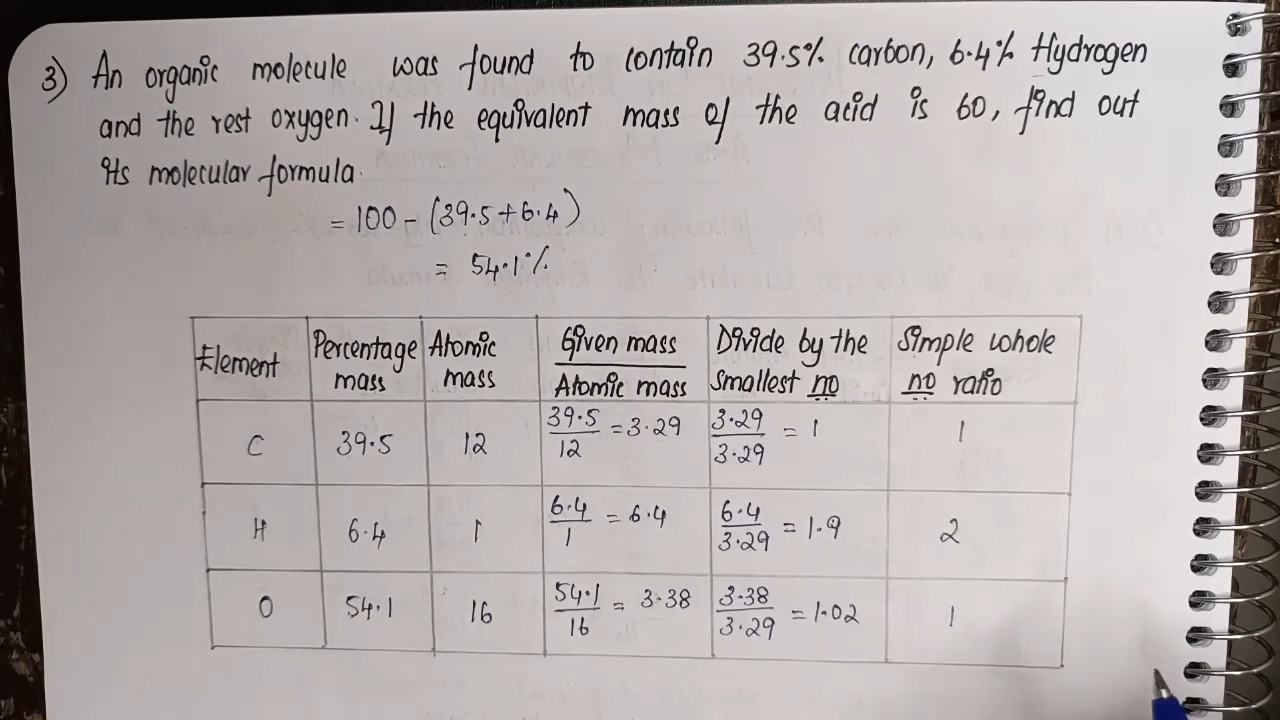 3) An organic molecule was found to contain 39.5% carbon, 6.4% Hydrogen
and the rest oxygen. If the equivalent mass of the acid is 60, find out
its molecular formula.
= 100 - (39.5+6.4)
= 54.1%
Element | Percentage mass | Atomic mass | Given mass / Atomic mass | Divide by the smallest no | Simple whole no ratio
C | 39.5 | 12 | 39.5/12 = 3.29 | 3.29/3.29 = 1 | 1
H | 6.4 | 1 | 6.4/1 = 6.4 | 6.4/3.29 = 1.9 | 2
O | 54.1 | 16 | 54.1/16 = 3.38 | 3.38/3.29 = 1.02 | 1